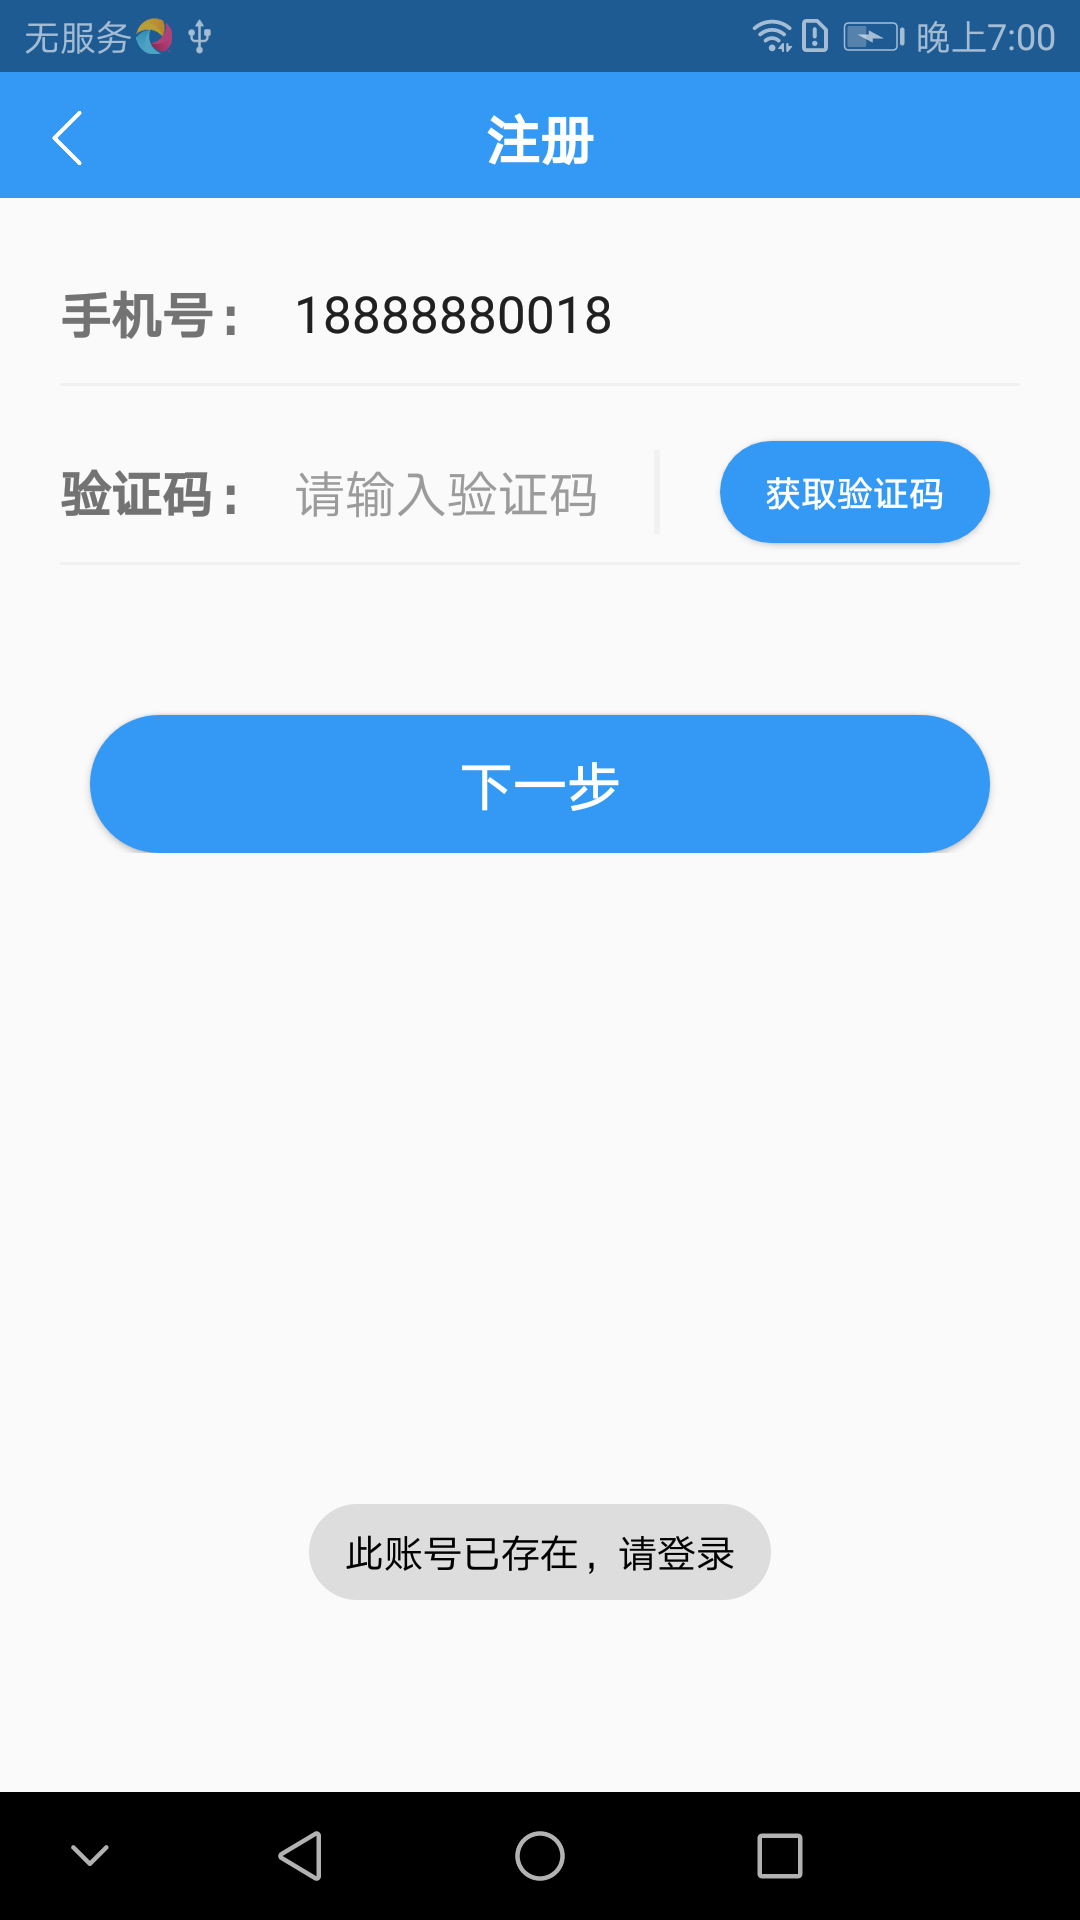 无服务 晚上7:00
注册
手机号： 18888880018
验证码： 请输入验证码 获取验证码
下一步
此账号已存在，请登录